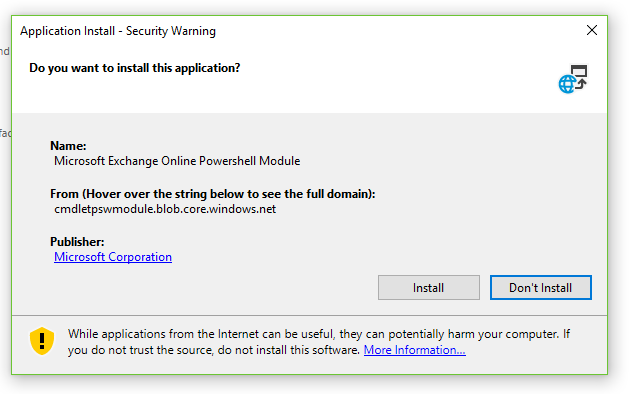 Application Install - Security Warning
Do you want to install this application?
nd
fac
Name:
Microsoft Exchange Online Powershell Module
From (Hover over the string below to see the full domain):
cmdletpswmodule.blob.core.windows.net
Publisher:
Microsoft Corporation
Install Don't Install
While applications from the Internet can be useful, they can potentially harm your computer. If
you do not trust the source, do not install this software. More Information...